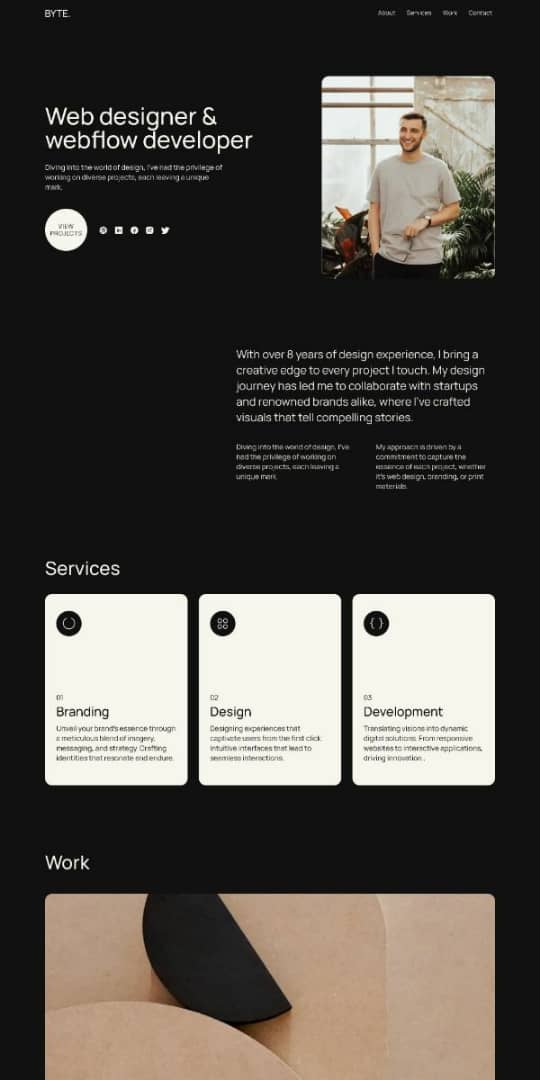 BYTE.
About Services Work Contact
Web designer &
webflow developer
Diving into the world of design, I've had the privilege of
working on diverse projects, each leaving a unique
mark.
VIEW
PROJECTS
With over 8 years of design experience, I bring a
creative edge to every project I touch. My design
journey has led me to collaborate with startups
and renowned brands alike, where I've crafted
visuals that tell compelling stories.
Diving into the world of design, I've
had the privilege of working on
diverse projects, each leaving a
unique mark.
My approach is driven by a
commitment to capture the
essence of each project, whether
it's web design, branding, or print
materials.
Services
01
Branding
Unveil your brand's essence through
a meticulous blend of imagery,
messaging, and strategy. Crafting
identities that resonate and endure.
02
Design
Designing experiences that
captivate users from the first click.
Intuitive interfaces that lead to
seamless interactions.
03
Development
Translating visions into dynamic
digital solutions. From responsive
websites to interactive applications,
driving innovation..
Work